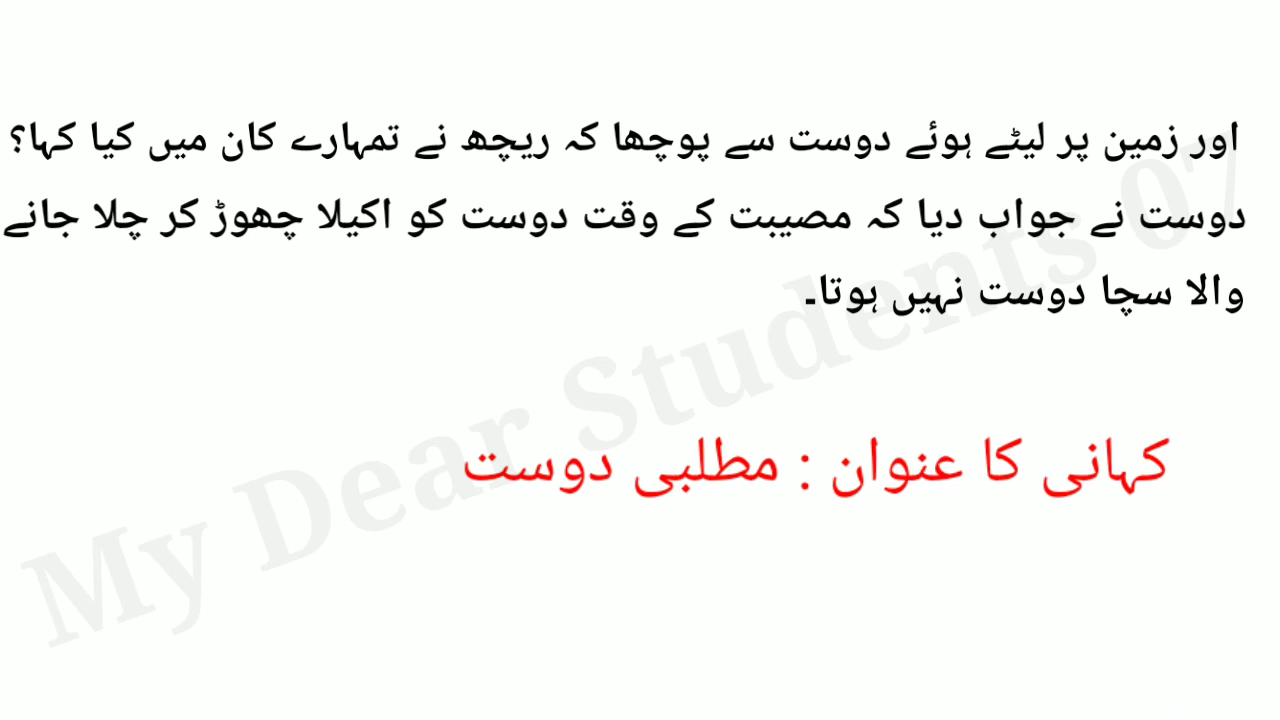 اور زمین پر لیٹے ہوئے دوست سے پوچھا کہ ریچھ نے تمہارے کان میں کیا کہا؟
دوست نے جواب دیا کہ مصیبت کے وقت دوست کو اکیلا چھوڑ کر چلا جانے
والا سچا دوست نہیں ہوتا۔
کہانی کا عنوان : مطلبی دوست
My Dear Students 07